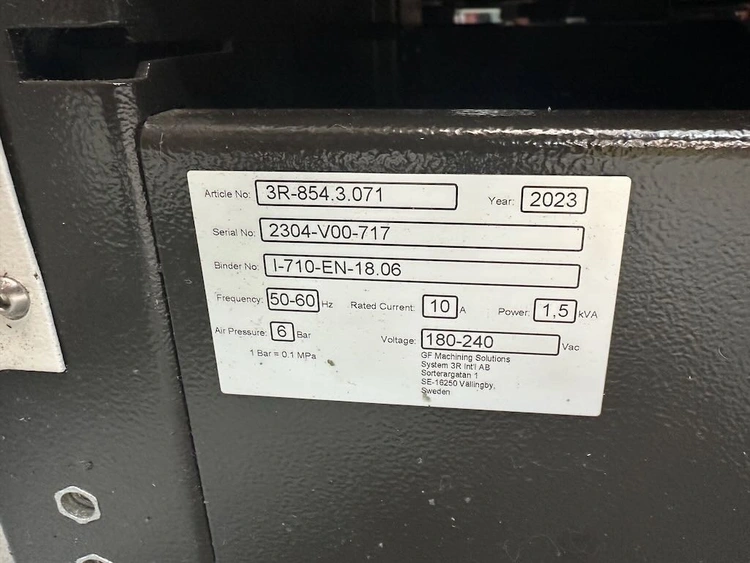 Article No: 3R-854.3.071 Year: 2023
Serial No: 2304-V00-717
Binder No: I-710-EN-18.06
Frequency: 50-60 Hz Rated Current: 10 A Power: 1,5 kVA
Air Pressure: 6 Bar Voltage: 180-240 Vac
1 Bar = 0.1 MPa
GF Machining Solutions
System 3R Int'l AB
Sorterargatan 1
SE-16250 Vällingby,
Sweden